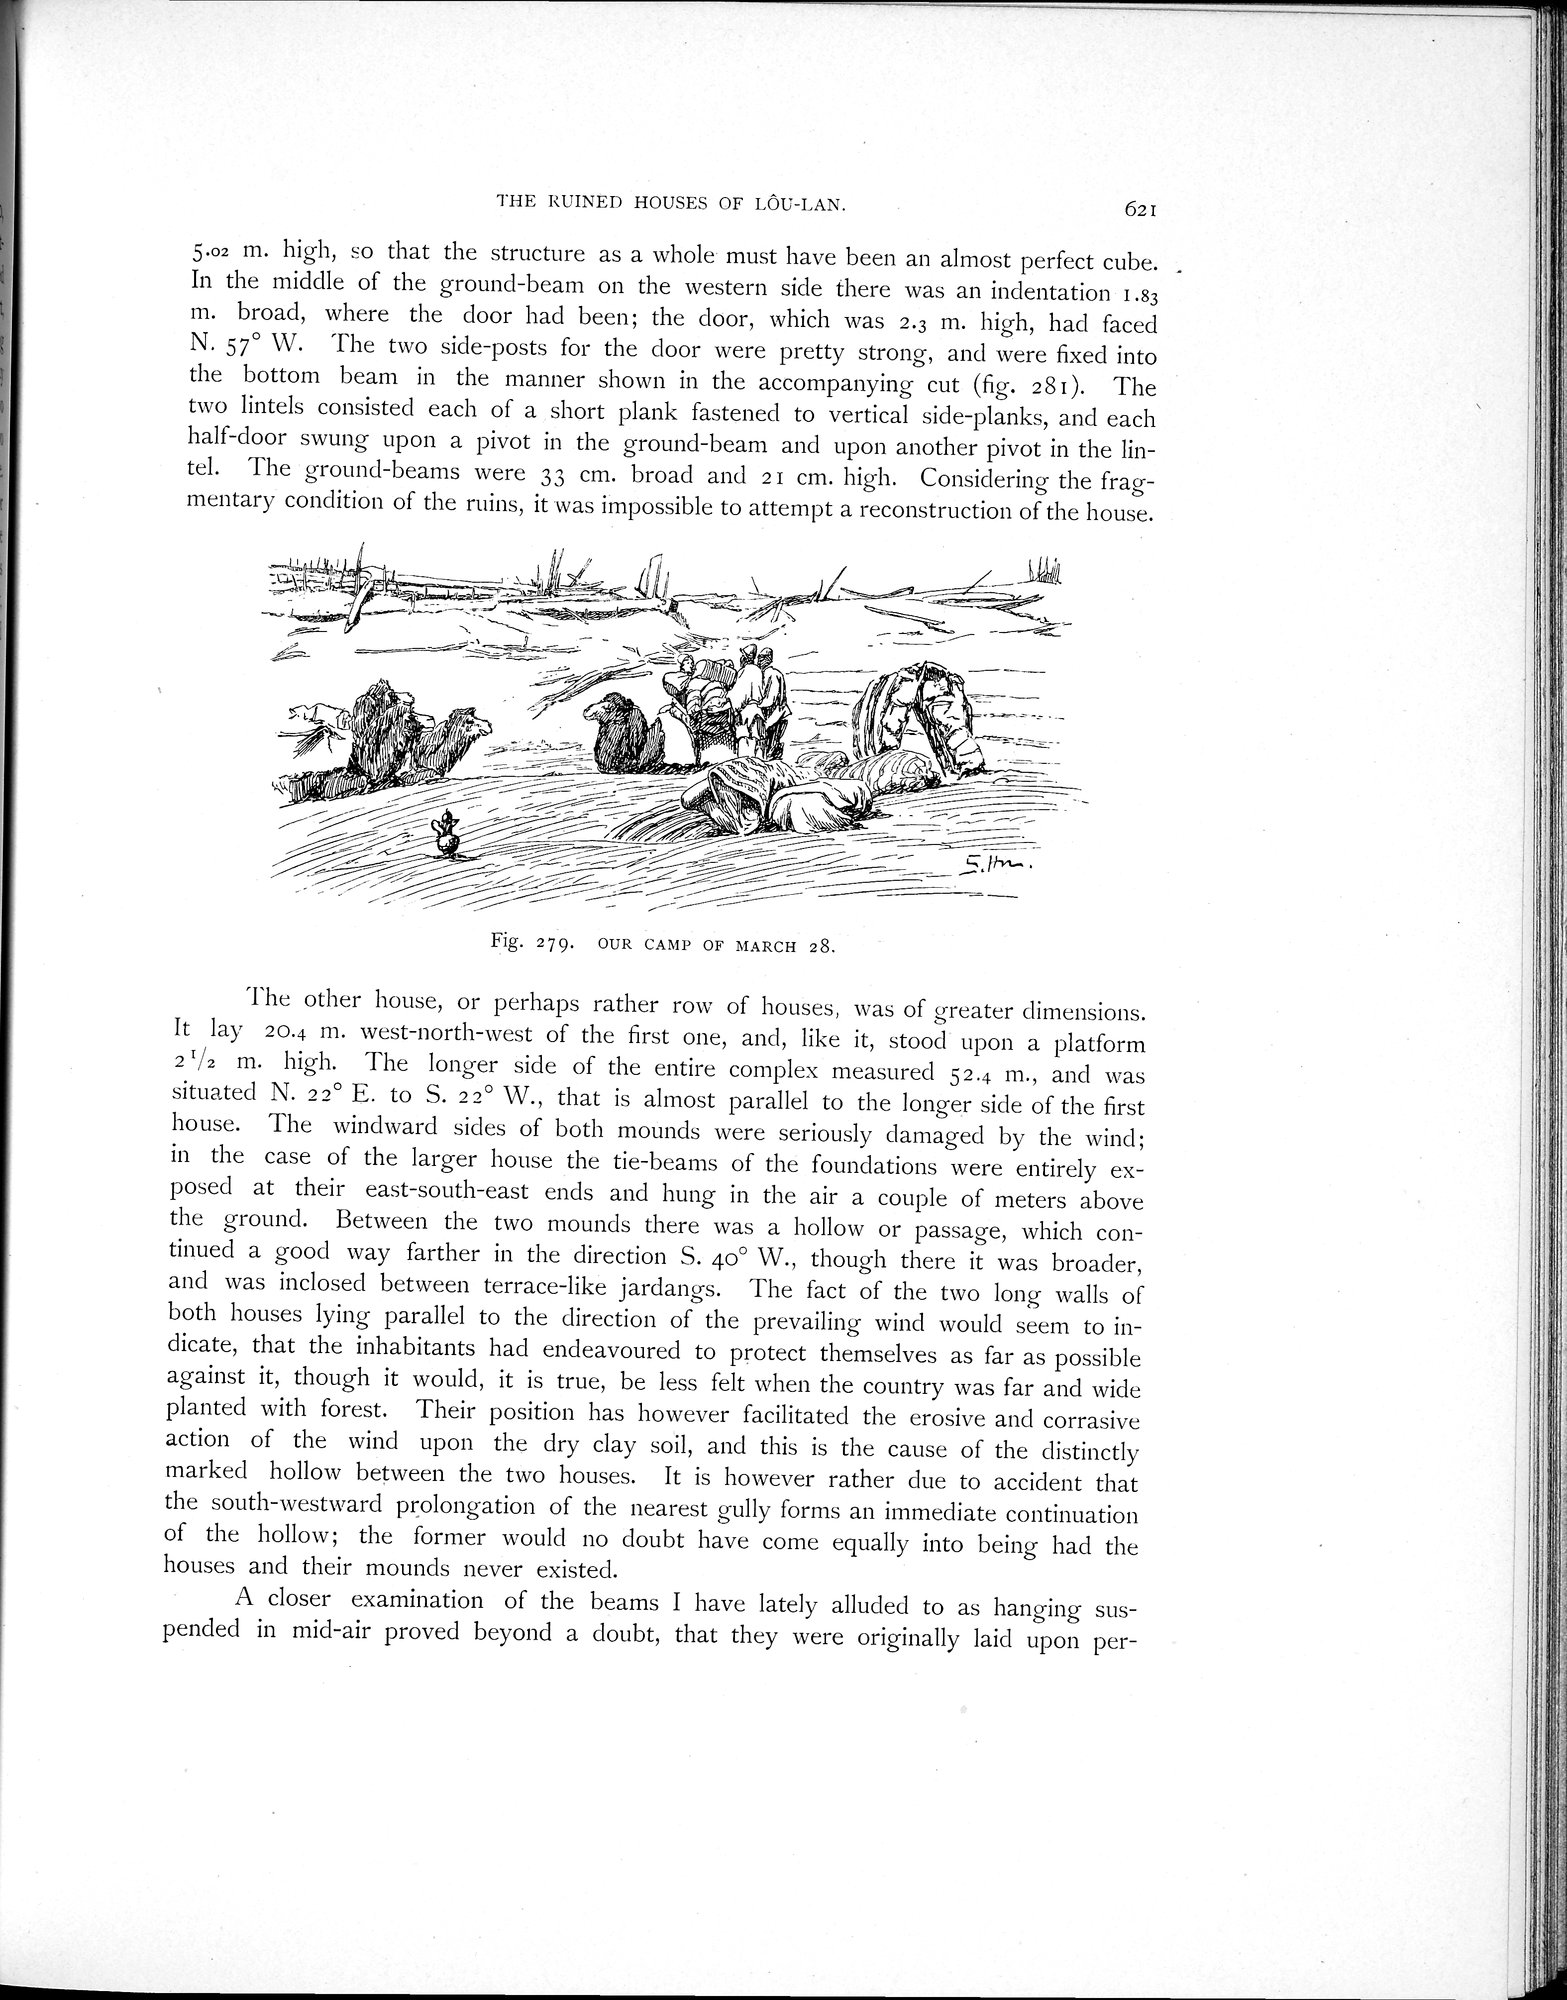 THE RUINED HOUSES OF LÔU-LAN.
621
5.02 m. high, so that the structure as a whole must have been an almost perfect cube.
In the middle of the ground-beam on the western side there was an indentation 1.83
m. broad, where the door had been; the door, which was 2.3 m. high, had faced
N. 57° W. The two side-posts for the door were pretty strong, and were fixed into
the bottom beam in the manner shown in the accompanying cut (fig. 281). The
two lintels consisted each of a short plank fastened to vertical side-planks, and each
half-door swung upon a pivot in the ground-beam and upon another pivot in the lin-
tel. The ground-beams were 33 cm. broad and 21 cm. high. Considering the frag-
mentary condition of the ruins, it was impossible to attempt a reconstruction of the house.
Fig. 279. OUR CAMP OF MARCH 28.
The other house, or perhaps rather row of houses, was of greater dimensions.
It lay 20.4 m. west-north-west of the first one, and, like it, stood upon a platform
2 1/2 m. high. The longer side of the entire complex measured 52.4 m., and was
situated N. 22° E. to S. 22° W., that is almost parallel to the longer side of the first
house. The windward sides of both mounds were seriously damaged by the wind;
in the case of the larger house the tie-beams of the foundations were entirely ex-
posed at their east-south-east ends and hung in the air a couple of meters above
the ground. Between the two mounds there was a hollow or passage, which con-
tinued a good way farther in the direction S. 40° W., though there it was broader,
and was inclosed between terrace-like jardangs. The fact of the two long walls of
both houses lying parallel to the direction of the prevailing wind would seem to in-
dicate, that the inhabitants had endeavoured to protect themselves as far as possible
against it, though it would, it is true, be less felt when the country was far and wide
planted with forest. Their position has however facilitated the erosive and corrasive
action of the wind upon the dry clay soil, and this is the cause of the distinctly
marked hollow between the two houses. It is however rather due to accident that
the south-westward prolongation of the nearest gully forms an immediate continuation
of the hollow; the former would no doubt have come equally into being had the
houses and their mounds never existed.
A closer examination of the beams I have lately alluded to as hanging sus-
pended in mid-air proved beyond a doubt, that they were originally laid upon per-